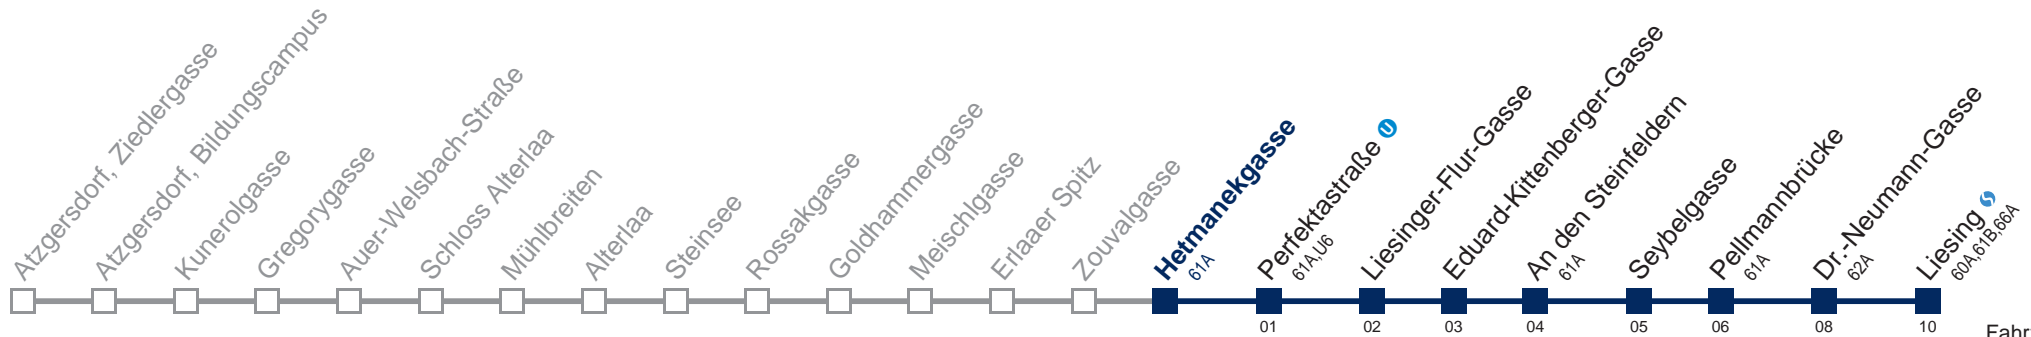 Atzgersdorf, Ziedlergasse
Atzgersdorf, Bildungscampus
Kunerolgasse
Gregorygasse
Auer-Welsbach-Straße
Schloss Alterlaa
Mühlbreiten
Alterlaa
Steinsee
Rossakgasse
Goldhammergasse
Meischlgasse
Erlaaer Spitz
Zouvalgasse
Hetmanekgasse
61A
Perfektastraße U
61A,U6
Liesinger-Flur-Gasse
Eduard-Kittenberger-Gasse
An den Steinfeldern
61A
Seybelgasse
Pellmannbrücke
61A
Dr.-Neumann-Gasse
62A
Liesing
60A,61B,66A
01 02 03 04 05 06 08 10